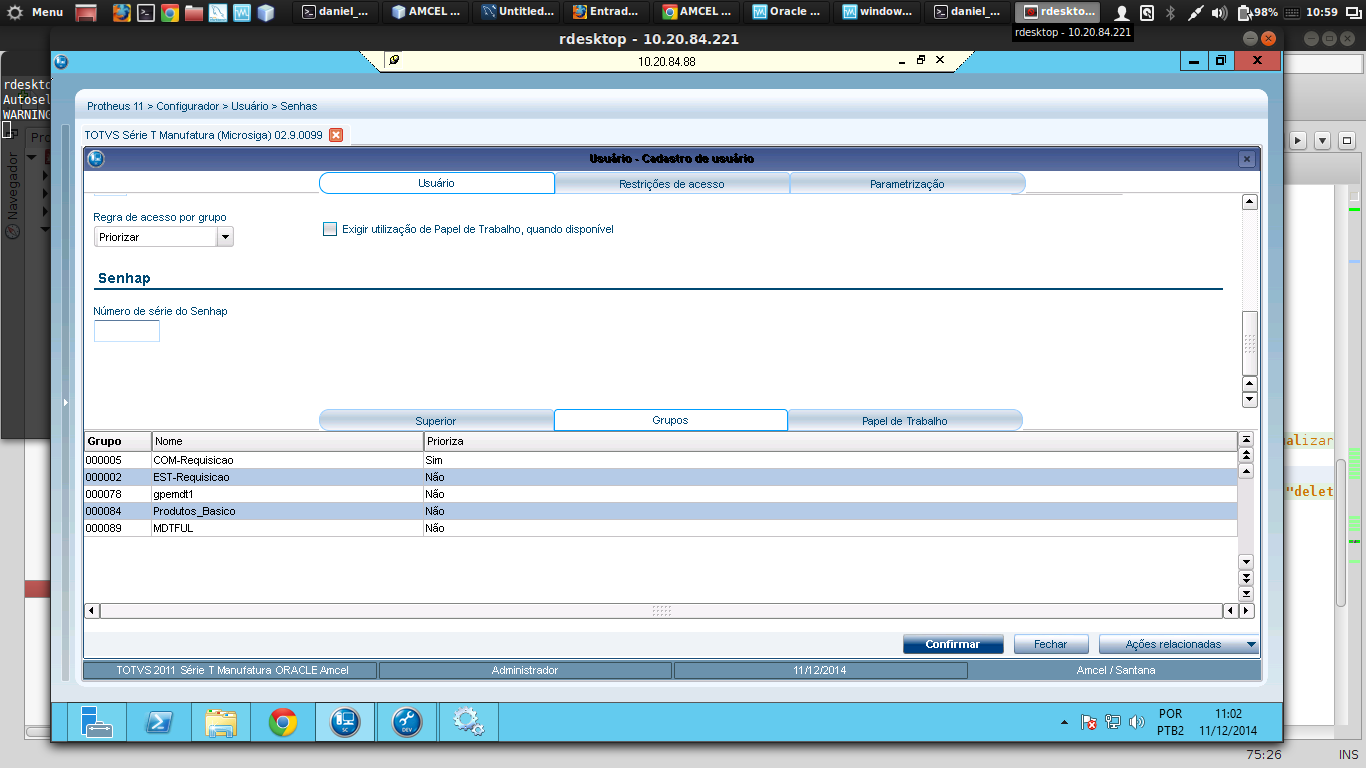 Menu
daniel_...
AMCEL ...
Untitled...
Entrad...
AMCEL ...
Oracle ...
window...
daniel_...
rdeskto...
98%
10:59
rdesktop - 10.20.84.221
rdesktop - 10.20.84.221
10.20.84.88
rdeskto
Autosel
WARNING
Pro
Navegador
Protheus 11 > Configurador > Usuário > Senhas
TOTVS Série T Manufatura (Microsiga) 02.9.0099
Usuário - Cadastro de usuário
Usuário
Restrições de acesso
Parametrização
Regra de acesso por grupo
Priorizar
Exigir utilização de Papel de Trabalho, quando disponível
Senhap
Número de série do Senhap
Superior
Grupos
Papel de Trabalho
Grupo Nome Prioriza
000005 COM-Requisicao Sim
000002 EST-Requisicao Não
000078 gpemdt1 Não
000084 Produtos_Basico Não
000089 MDTFUL Não
alizar
"delet
Confirmar
Fechar
Ações relacionadas
TOTVS 2011 Série T Manufatura ORACLE Amcel
Administrador
11/12/2014
Amcel / Santana
SC
DEV
POR
PTB2
11:02
11/12/2014
75:26
INS